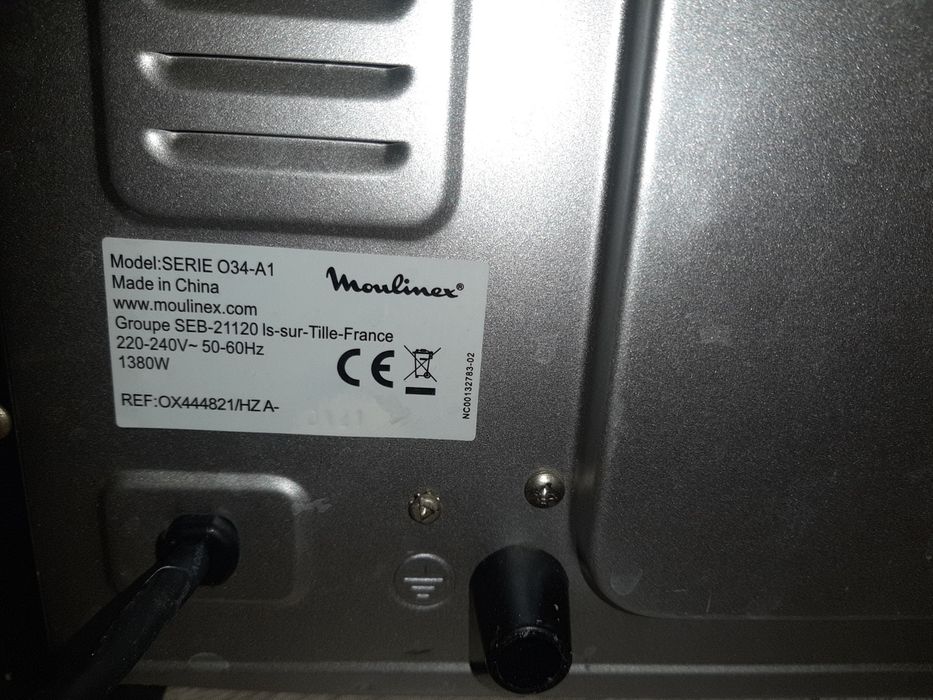 Model:SERIE O34-A1
Moulinex®
Made in China
www.moulinex.com
Groupe SEB-21120 Is-sur-Tille-France
220-240V~ 50-60Hz
1380W
CE
REF:OX444821/HZ A-
NC00132783-02